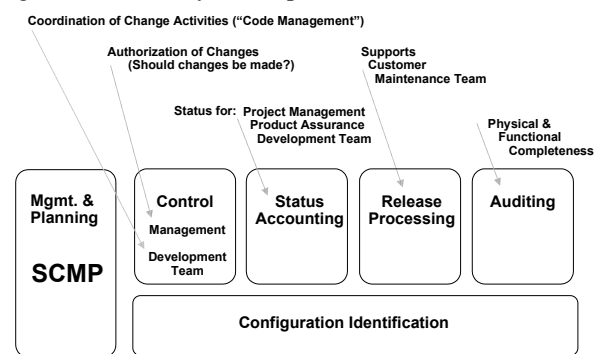 Coordination of Change Activities (“Code Management”)
Authorization of Changes
(Should changes be made?)
Supports
Customer
Maintenance Team
Status for: Project Management
Product Assurance
Development Team
Physical &
Functional
Completeness
Mgmt. &
Planning
SCMP
Control
Management
Development
Team
Status
Accounting
Release
Processing
Auditing
Configuration Identification